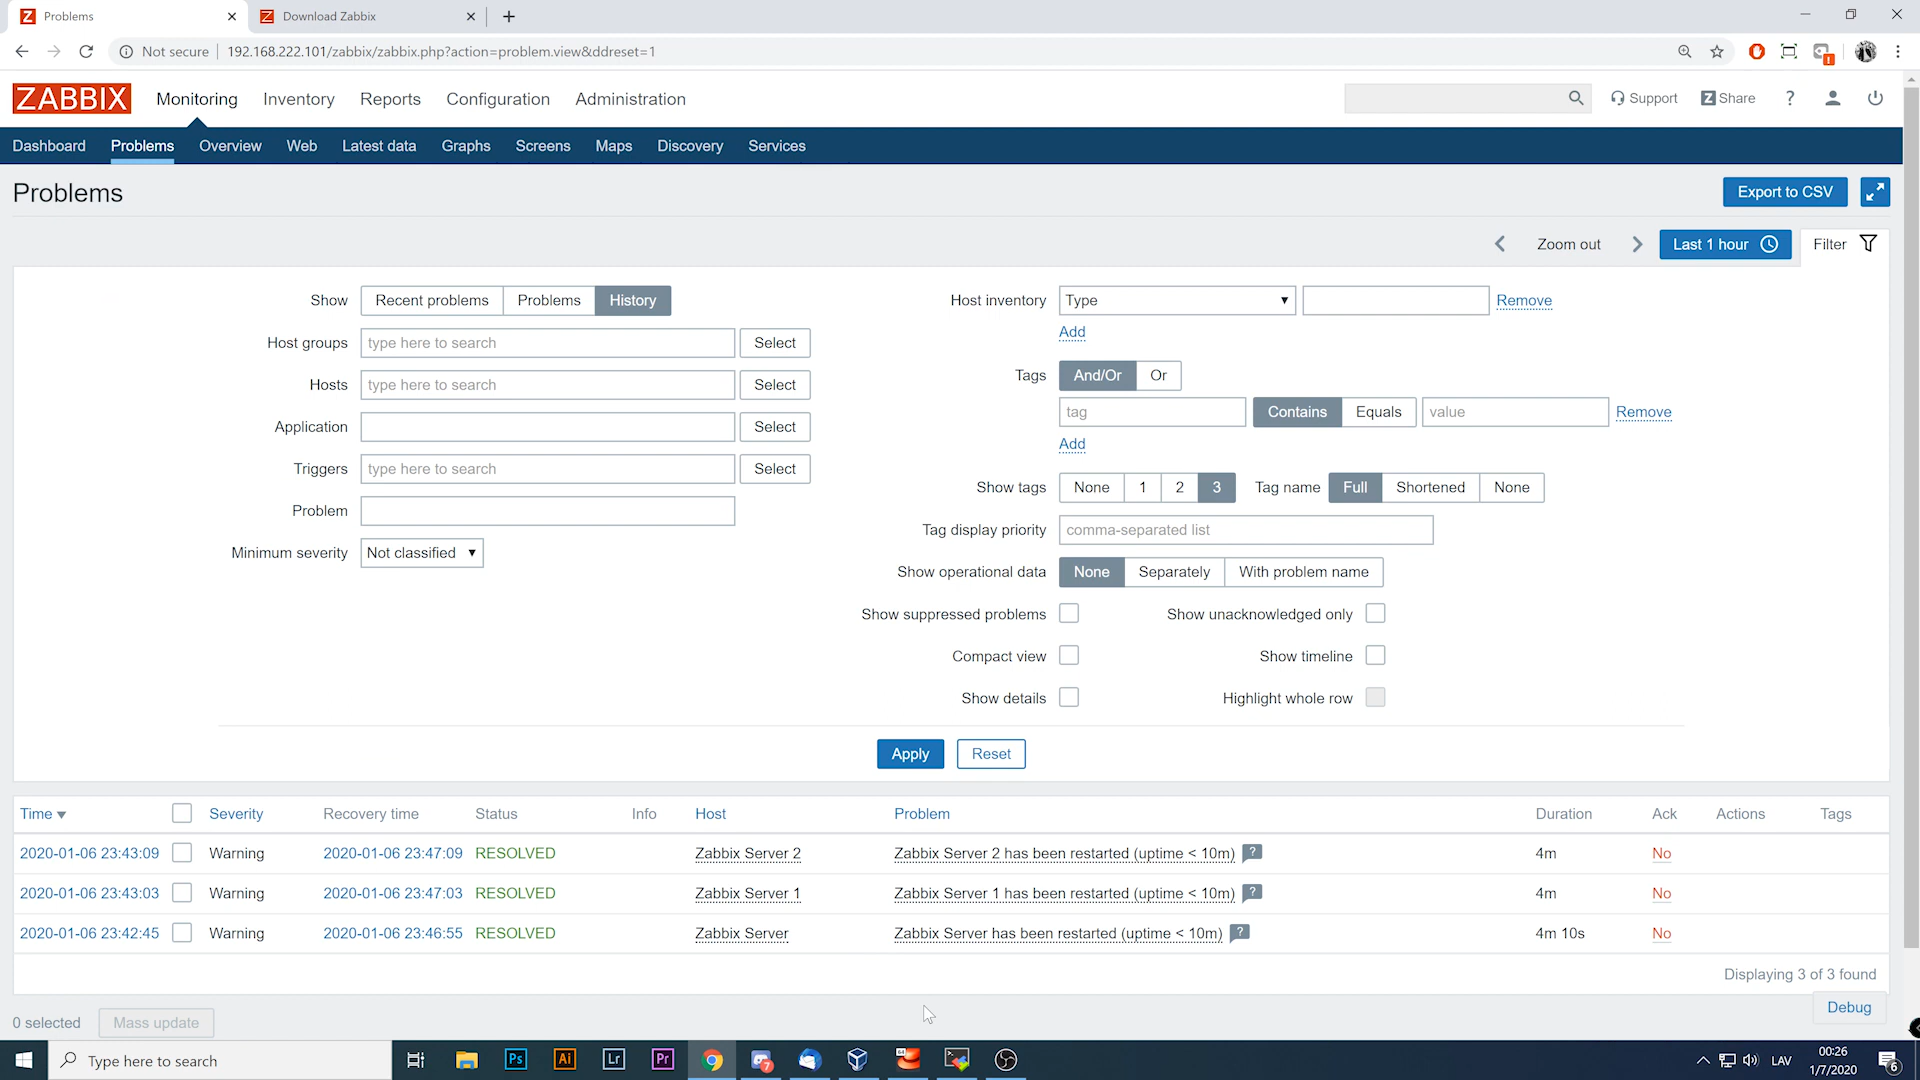 Problems
Download Zabbix
Not secure
192.168.222.101/zabbix/zabbix.php?action=problem.view&ddreset=1
ZABBIX Monitoring Inventory Reports Configuration Administration Support Z Share ?
Dashboard Problems Overview Web Latest data Graphs Screens Maps Discovery Services
Problems Export to CSV
Zoom out Last 1 hour Filter
Show Recent problems Problems History Host inventory Type Remove
Add
Host groups type here to search Select
Hosts type here to search Select Tags And/Or Or
tag Contains Equals value Remove
Application Select
Add
Triggers type here to search Select
Show tags None 1 2 3 Tag name Full Shortened None
Problem
Tag display priority comma-separated list
Minimum severity Not classified
Show operational data None Separately With problem name
Show suppressed problems Show unacknowledged only
Compact view Show timeline
Show details Highlight whole row
Apply Reset
Time Severity Recovery time Status Info Host Problem Duration Ack Actions Tags
2020-01-06 23:43:09 Warning 2020-01-06 23:47:09 RESOLVED Zabbix Server 2 Zabbix Server 2 has been restarted (uptime < 10m) ? 4m No
2020-01-06 23:43:03 Warning 2020-01-06 23:47:03 RESOLVED Zabbix Server 1 Zabbix Server 1 has been restarted (uptime < 10m) ? 4m No
2020-01-06 23:42:45 Warning 2020-01-06 23:46:55 RESOLVED Zabbix Server Zabbix Server has been restarted (uptime < 10m) ? 4m 10s No
Displaying 3 of 3 found
Debug
0 selected Mass update
Type here to search Ps Ai Lr Pr 7 64 LAV 00:26
1/7/2020 6